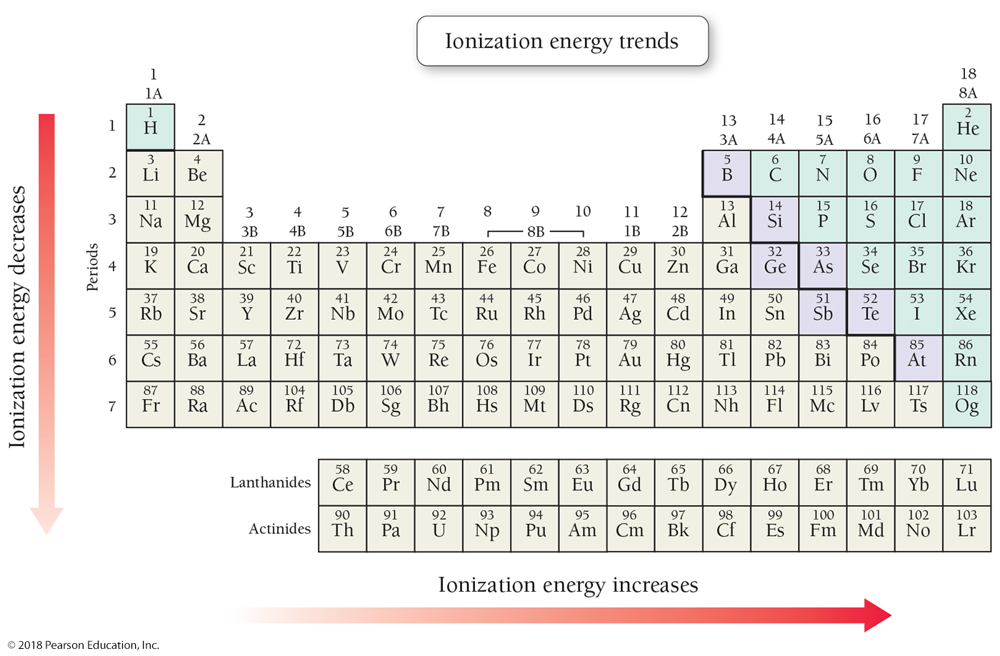 Ionization energy trends
1 18
1A 8A
1 2
1 H 2 13 14 15 16 17 He
2A 3A 4A 5A 6A 7A
3 4 5 6 7 8 9 10
2 Li Be B C N O F Ne
11 12 13 14 15 16 17 18
3 Na Mg 3 4 5 6 7 8 9 10 11 12 Al Si P S Cl Ar
3B 4B 5B 6B 7B 8B 1B 2B
19 20 21 22 23 24 25 26 27 28 29 30 31 32 33 34 35 36
4 K Ca Sc Ti V Cr Mn Fe Co Ni Cu Zn Ga Ge As Se Br Kr
37 38 39 40 41 42 43 44 45 46 47 48 49 50 51 52 53 54
5 Rb Sr Y Zr Nb Mo Tc Ru Rh Pd Ag Cd In Sn Sb Te I Xe
55 56 57 72 73 74 75 76 77 78 79 80 81 82 83 84 85 86
6 Cs Ba La Hf Ta W Re Os Ir Pt Au Hg Tl Pb Bi Po At Rn
87 88 89 104 105 106 107 108 109 110 111 112 113 114 115 116 117 118
7 Fr Ra Ac Rf Db Sg Bh Hs Mt Ds Rg Cn Nh Fl Mc Lv Ts Og
Periods
Ionization energy decreases
58 59 60 61 62 63 64 65 66 67 68 69 70 71
Lanthanides Ce Pr Nd Pm Sm Eu Gd Tb Dy Ho Er Tm Yb Lu
90 91 92 93 94 95 96 97 98 99 100 101 102 103
Actinides Th Pa U Np Pu Am Cm Bk Cf Es Fm Md No Lr
Ionization energy increases
© 2018 Pearson Education, Inc.